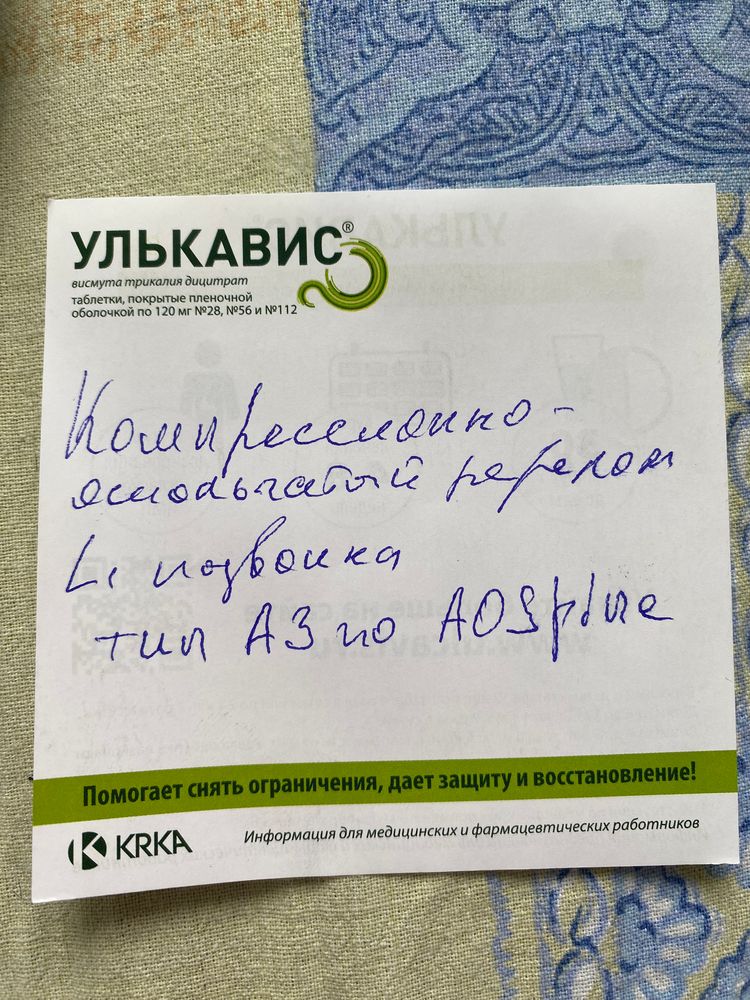 УЛЬКАВИС®
висмута трикалия дицитрат
таблетки, покрытые пленочной
оболочкой по 120 мг №28, №56 и №112
Компрессионно-
оскольчатый перелом
L1 позвонка
тип А3 по AOSpine
Помогает снять ограничения, дает защиту и восстановление!
KRKA
Информация для медицинских и фармацевтических работников